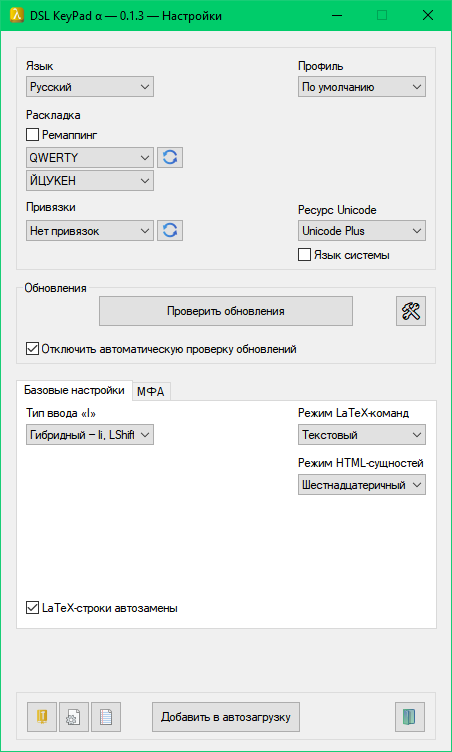 DSL KeyPad α — 0.1.3 — Настройки
Язык
Профиль
Русский
По умолчанию
Раскладка
Ремаппинг
QWERTY
ЙЦУКЕН
Привязки
Ресурс Unicode
Нет привязок
Unicode Plus
Язык системы
Обновления
Проверить обновления
Отключить автоматическую проверку обновлений
Базовые настройки
МФА
Тип ввода «I»
Режим LaTeX-команд
Гибридный – Ii, LShift
Текстовый
Режим HTML-сущностей
Шестнадцатеричный
LaTeX-строки автозамены
Добавить в автозагрузку